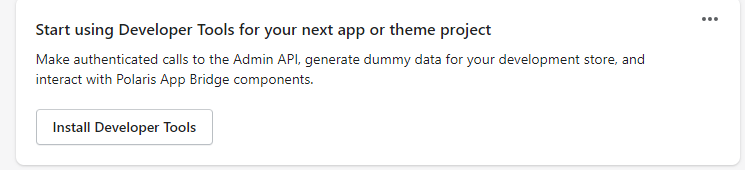 Start using Developer Tools for your next app or theme project
Make authenticated calls to the Admin API, generate dummy data for your development store, and
interact with Polaris App Bridge components.
Install Developer Tools